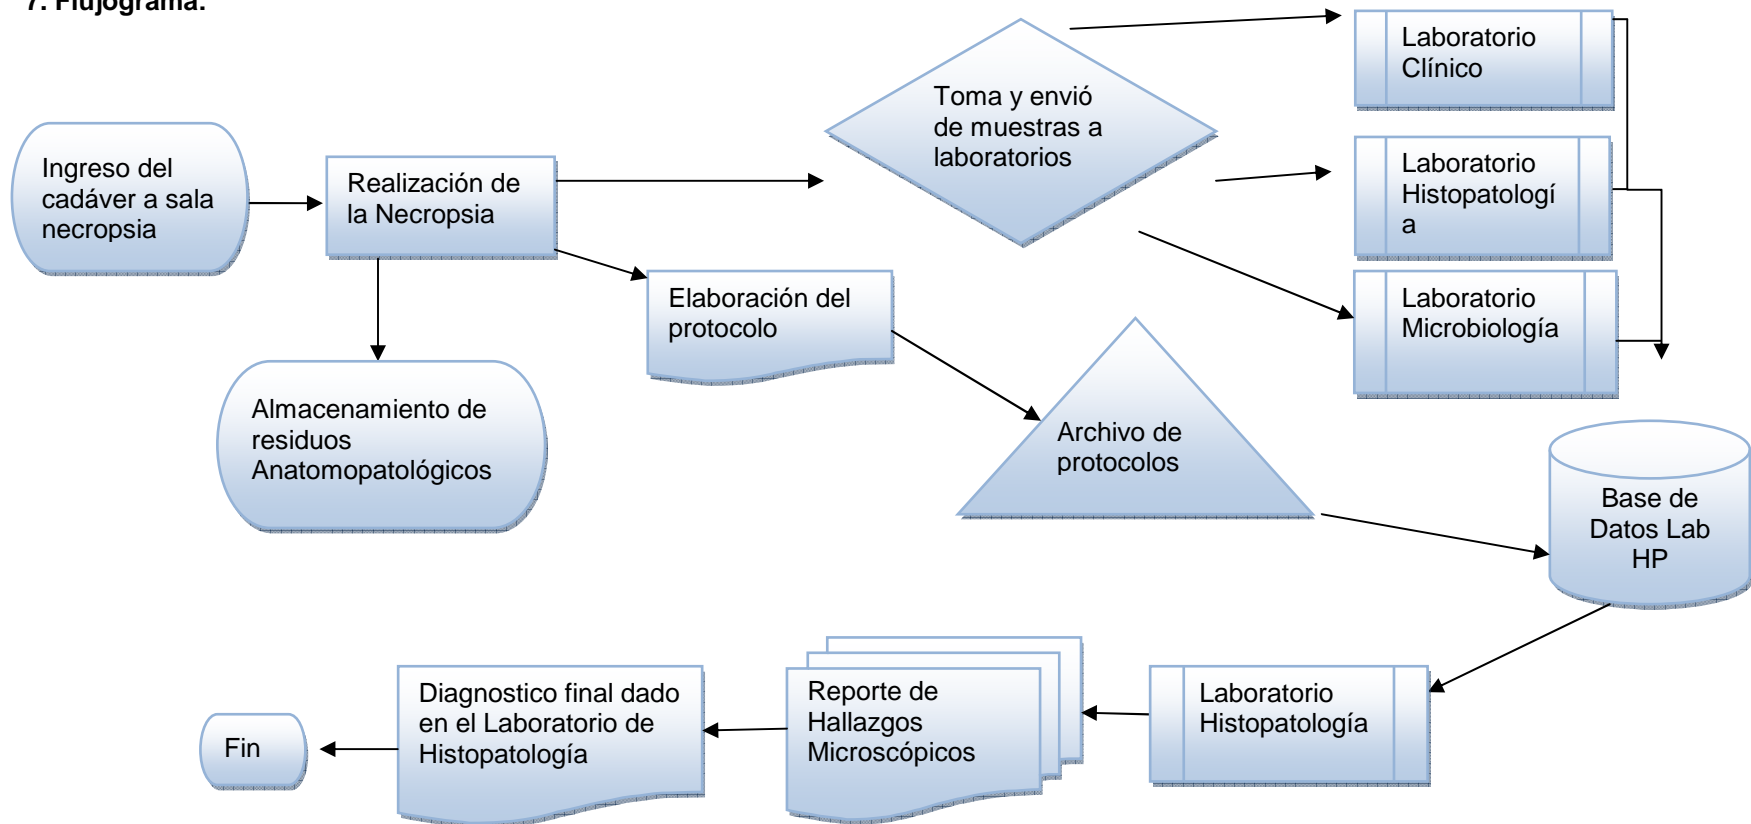 7. Flujograma.
Ingreso del
cadáver a sala
necropsia
Realización de
la Necropsia
Toma y envió
de muestras a
laboratorios
Laboratorio
Clínico
Laboratorio
Histopatologí
a
Laboratorio
Microbiología
Elaboración del
protocolo
Almacenamiento de
residuos
Anatomopatológicos
Archivo de
protocolos
Base de
Datos Lab
HP
Laboratorio
Histopatología
Reporte de
Hallazgos
Microscópicos
Diagnostico final dado
en el Laboratorio de
Histopatología
Fin